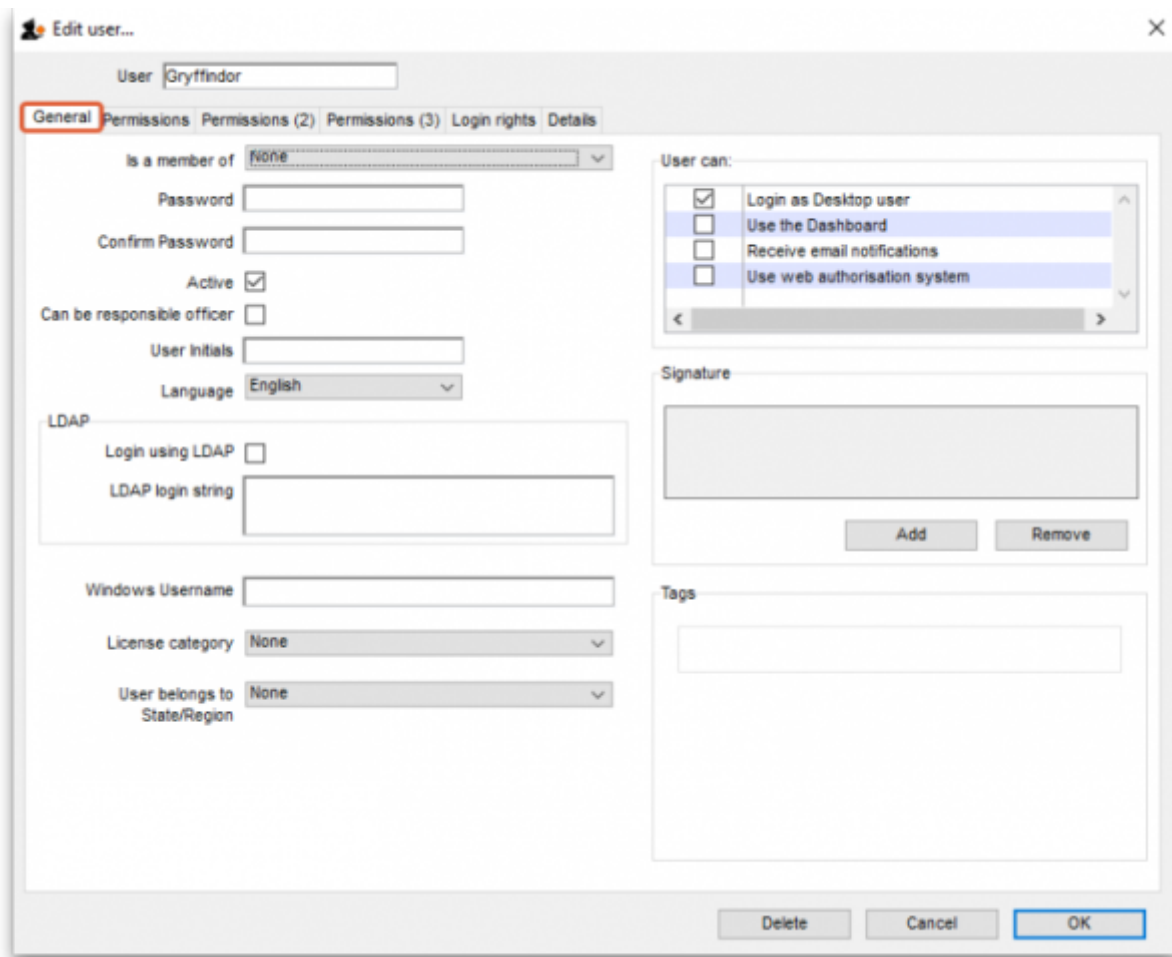 Edit user...
User Gryffindor
General Permissions Permissions (2) Permissions (3) Login rights Details
Is a member of None
Password
Confirm Password
Active
Can be responsible officer
User Initials
Language English
LDAP
Login using LDAP
LDAP login string
Windows Username
License category None
User belongs to None
State/Region
User can:
Login as Desktop user
Use the Dashboard
Receive email notifications
Use web authorisation system
Signature
Add Remove
Tags
Delete Cancel OK